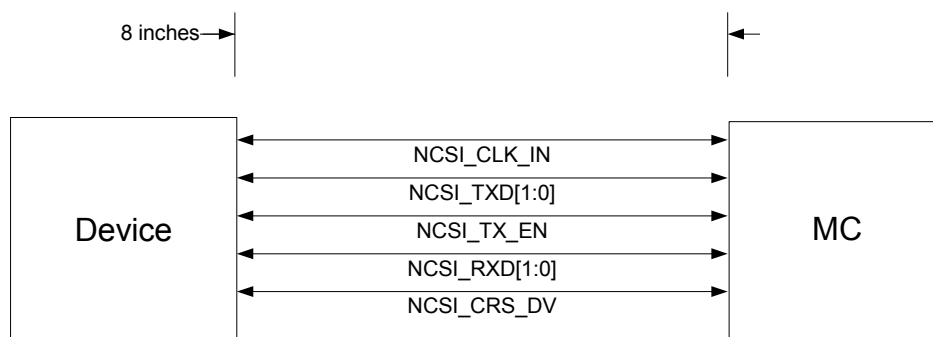 8 inches
NCSI_CLK_IN
NCSI_TXD[1:0]
Device
NCSI_TX_EN
MC
NCSI_RXD[1:0]
NCSI_CRS_DV